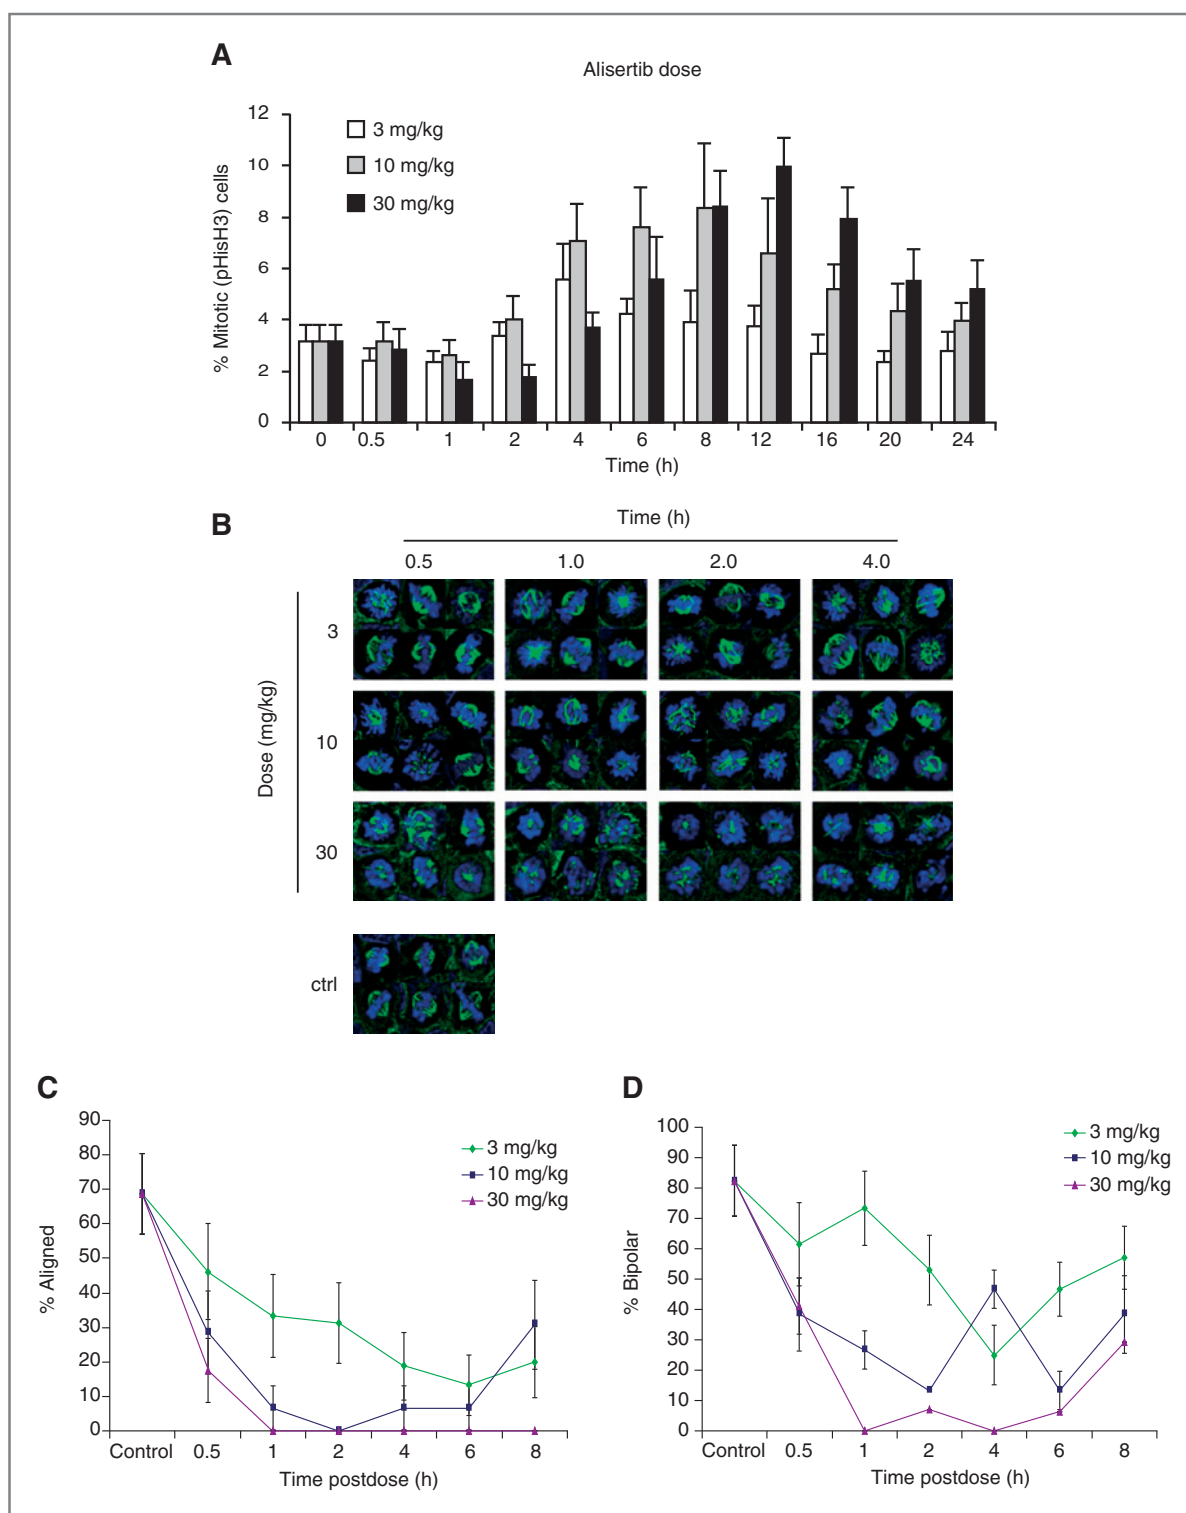 A
Alisertib dose
12
10
8
6
4
2
0
% Mitotic (pHisH3) cells
3 mg/kg
10 mg/kg
30 mg/kg
0 0.5 1 2 4 6 8 12 16 20 24
Time (h)
B
Time (h)
0.5 1.0 2.0 4.0
Dose (mg/kg)
3
10
30
ctrl
C
90
80
70
60
50
40
30
20
10
0
% Aligned
3 mg/kg
10 mg/kg
30 mg/kg
Control 0.5 1 2 4 6 8
Time postdose (h)
D
100
90
80
70
60
50
40
30
20
10
0
% Bipolar
3 mg/kg
10 mg/kg
30 mg/kg
Control 0.5 1 2 4 6 8
Time postdose (h)